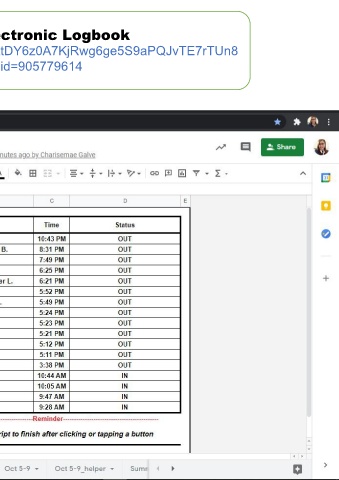 ctronic Logbook
tDY6z0A7KjRwg6ge5S9aPQJvTE7rTUn8
id=905779614
nutes ago by Charisemae Galve
Share
C D E
Time Status
10:43 PM OUT
B. 8:31 PM OUT
7:49 PM OUT
6:25 PM OUT
er L. 6:21 PM OUT
5:52 PM OUT
. 5:49 PM OUT
5:24 PM OUT
5:23 PM OUT
5:21 PM OUT
5:12 PM OUT
5:11 PM OUT
3:38 PM OUT
10:44 AM IN
10:05 AM IN
9:47 AM IN
9:28 AM IN
Reminder
ript to finish after clicking or tapping a button
Oct 5-9 Oct 5-9_helper Sum